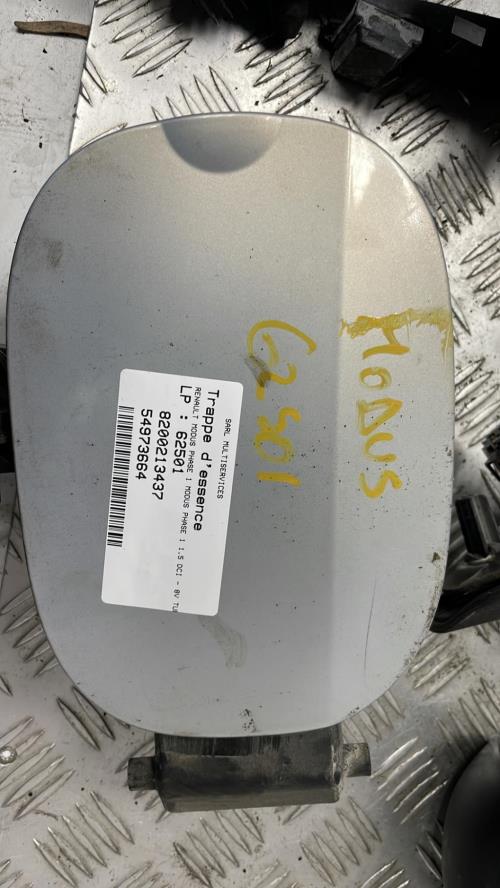 MODUS
62501
SARL MULTISERVICES
Trappe d'essence
RENAULT MODUS PHASE 1 MODUS PHASE 1 1.5 DCI - 8V TU
LP : 62501
8200213437
54973664